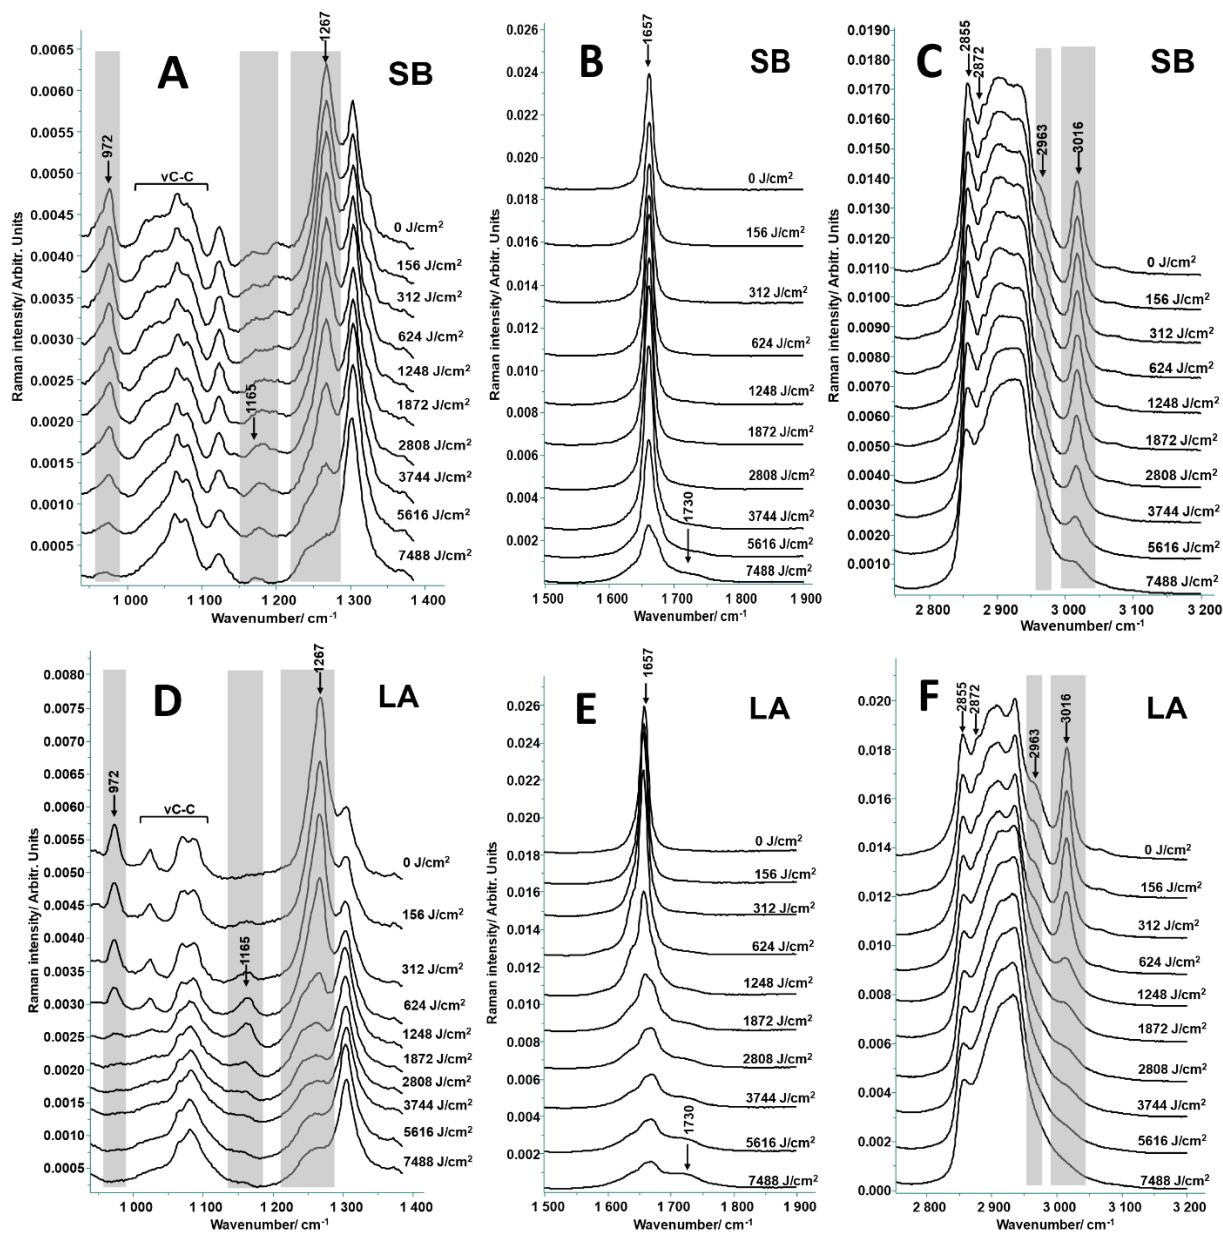 A
SB
1267
972
νC-C
1165
0 J/cm²
156 J/cm²
312 J/cm²
624 J/cm²
1248 J/cm²
1872 J/cm²
2808 J/cm²
3744 J/cm²
5616 J/cm²
7488 J/cm²
Raman intensity/ Arbitr. Units
0.0065
0.0060
0.0055
0.0050
0.0045
0.0040
0.0035
0.0030
0.0025
0.0020
0.0015
0.0010
0.0005
1 000 1 100 1 200 1 300 1 400
Wavenumber/ cm⁻¹
B
SB
1657
1730
0 J/cm²
156 J/cm²
312 J/cm²
624 J/cm²
1248 J/cm²
1872 J/cm²
2808 J/cm²
3744 J/cm²
5616 J/cm²
7488 J/cm²
Raman intensity/ Arbitr. Units
0.026
0.024
0.022
0.020
0.018
0.016
0.014
0.012
0.010
0.008
0.006
0.004
0.002
1 500 1 600 1 700 1 800 1 900
Wavenumber/ cm⁻¹
C
SB
2855
2872
2963
3016
0 J/cm²
156 J/cm²
312 J/cm²
624 J/cm²
1248 J/cm²
1872 J/cm²
2808 J/cm²
3744 J/cm²
5616 J/cm²
7488 J/cm²
Raman intensity/ Arbitr. Units
0.0190
0.0180
0.0170
0.0160
0.0150
0.0140
0.0130
0.0120
0.0110
0.0100
0.0090
0.0080
0.0070
0.0060
0.0050
0.0040
0.0030
0.0020
0.0010
2 800 2 900 3 000 3 100 3 200
Wavenumber/ cm⁻¹
D
LA
1267
972
νC-C
1165
0 J/cm²
156 J/cm²
312 J/cm²
624 J/cm²
1248 J/cm²
1872 J/cm²
2808 J/cm²
3744 J/cm²
5616 J/cm²
7488 J/cm²
Raman intensity/ Arbitr. Units
0.0080
0.0075
0.0070
0.0065
0.0060
0.0055
0.0050
0.0045
0.0040
0.0035
0.0030
0.0025
0.0020
0.0015
0.0010
0.0005
1 000 1 100 1 200 1 300 1 400
Wavenumber/ cm⁻¹
E
LA
1657
1730
0 J/cm²
156 J/cm²
312 J/cm²
624 J/cm²
1248 J/cm²
1872 J/cm²
2808 J/cm²
3744 J/cm²
5616 J/cm²
7488 J/cm²
Raman intensity/ Arbitr. Units
0.026
0.024
0.022
0.020
0.018
0.016
0.014
0.012
0.010
0.008
0.006
0.004
0.002
1 500 1 600 1 700 1 800 1 900
Wavenumber/ cm⁻¹
F
LA
2855
2872
2963
3016
0 J/cm²
156 J/cm²
312 J/cm²
624 J/cm²
1248 J/cm²
1872 J/cm²
2808 J/cm²
3744 J/cm²
5616 J/cm²
7488 J/cm²
Raman intensity/ Arbitr. Units
0.020
0.018
0.016
0.014
0.012
0.010
0.008
0.006
0.004
0.002
0.000
2 800 2 900 3 000 3 100 3 200
Wavenumber/ cm⁻¹